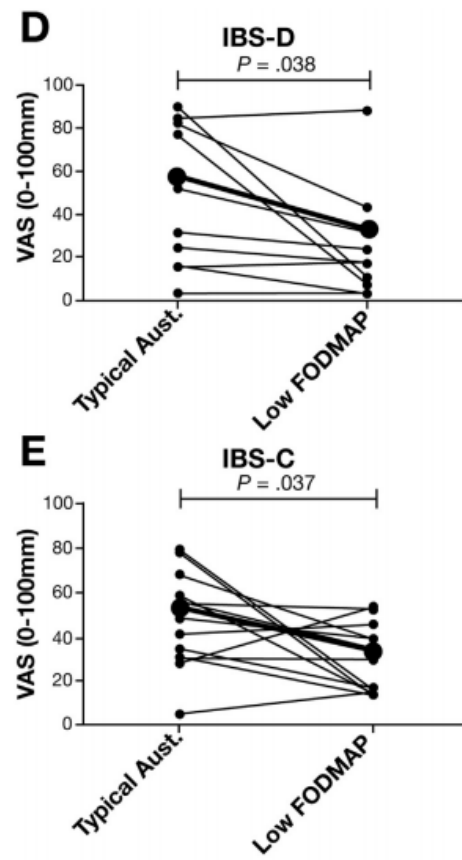 D
IBS-D
P = .038
VAS (0-100mm)
100
80
60
40
20
0
Typical Aust.
Low FODMAP
E
IBS-C
P = .037
VAS (0-100mm)
100
80
60
40
20
0
Typical Aust.
Low FODMAP